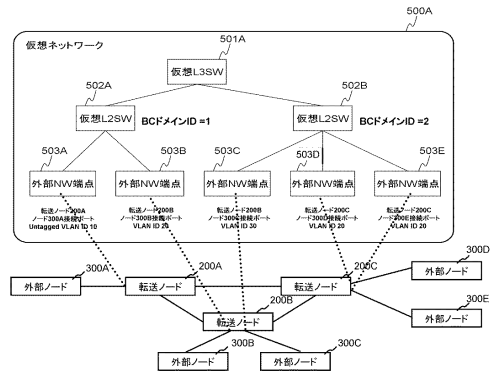 500A
仮想ネットワーク
501A
仮想L3SW
502A
502B
仮想L2SW
BCドメインID =1
仮想L2SW
BCドメインID =2
503A
503B
503C
503D
503E
外部NW端点
外部NW端点
外部NW端点
外部NW端点
外部NW端点
転送ノード200A
ノード300A接続ポート
Untagged VLAN ID 10
転送ノード200B
ノード300B接続ポート
VLAN ID 20
転送ノード200B
ノード300C接続ポート
VLAN ID 30
転送ノード200C
ノード300D接続ポート
VLAN ID 20
転送ノード200C
ノード300E接続ポート
VLAN ID 20
300A
200A
200C
300D
外部ノード
転送ノード
転送ノード
外部ノード
200B
転送ノード
300E
外部ノード
300B
300C
外部ノード
外部ノード